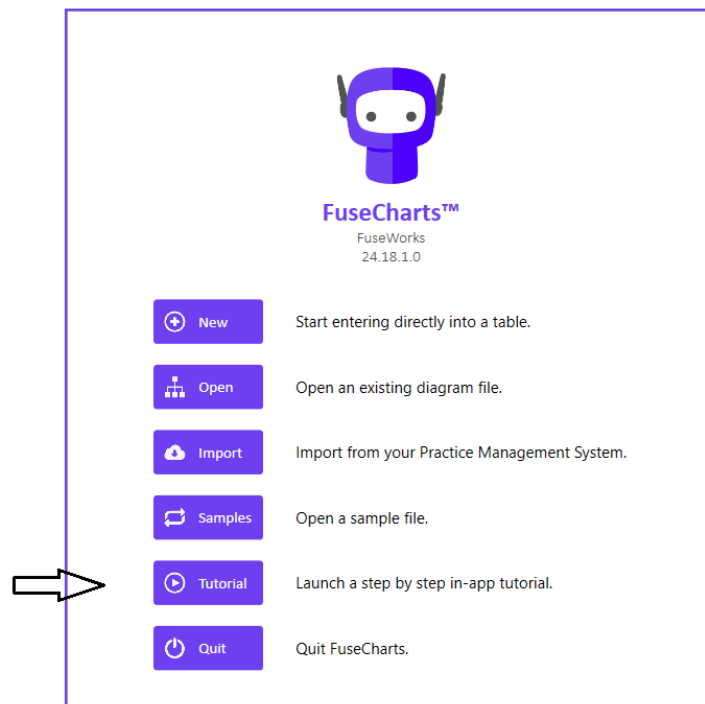 FuseCharts™
FuseWorks
24.18.1.0
New Start entering directly into a table.
Open Open an existing diagram file.
Import Import from your Practice Management System.
Samples Open a sample file.
Tutorial Launch a step by step in-app tutorial.
Quit Quit FuseCharts.